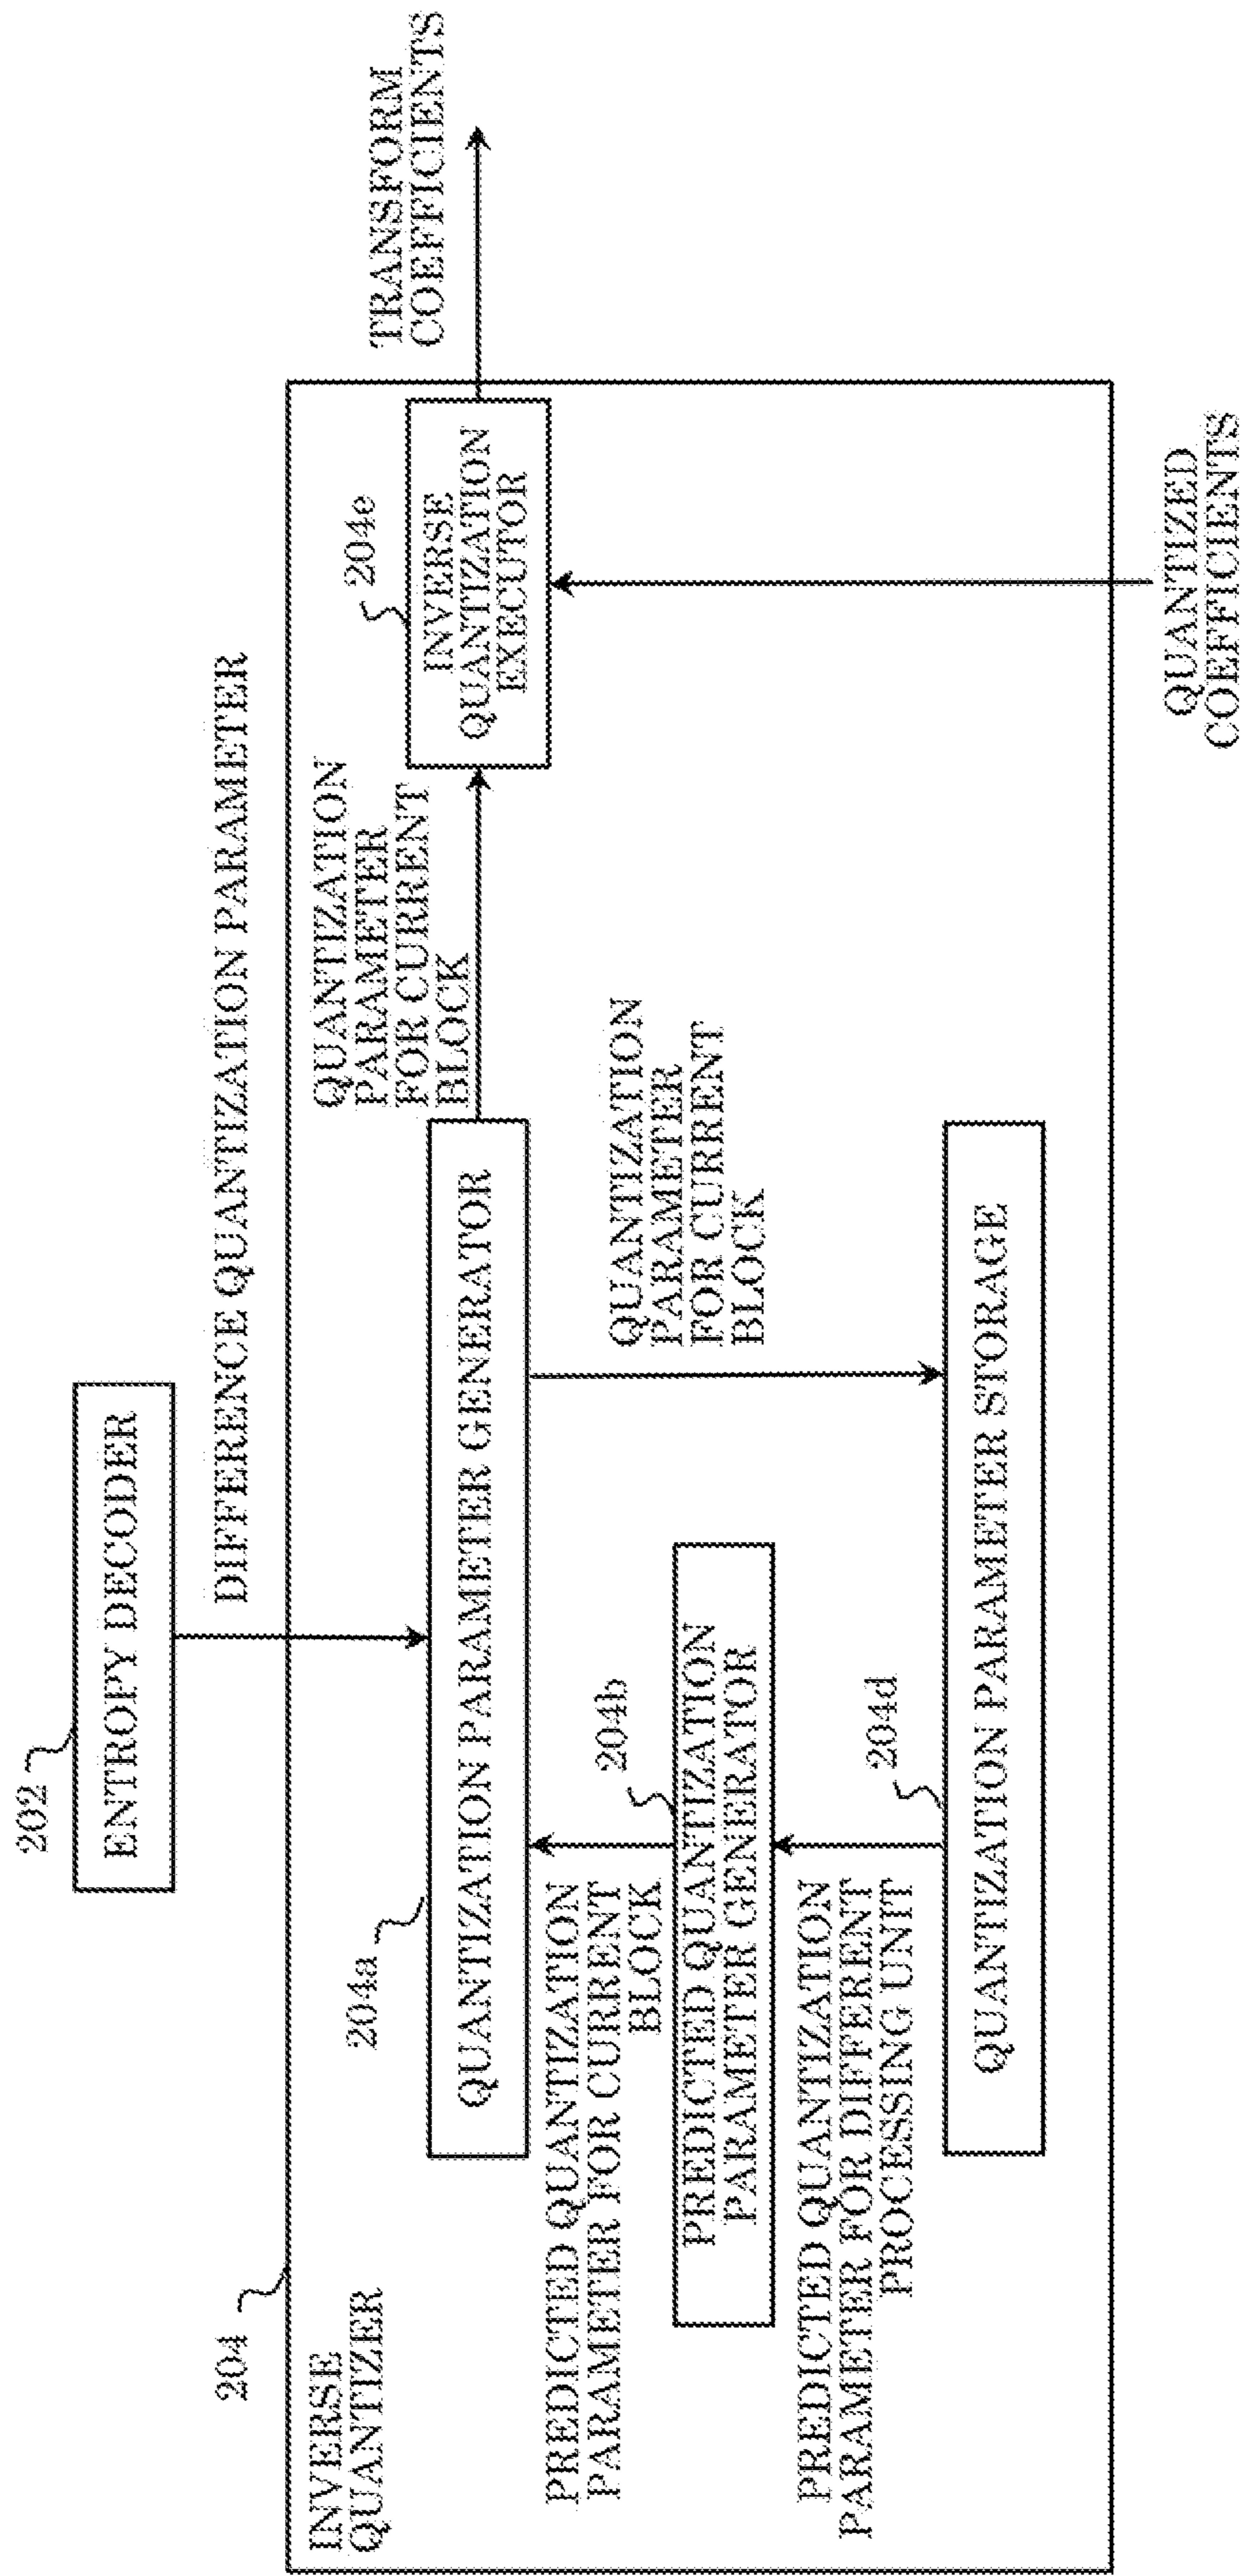 202
ENTROPY DECODER
DIFFERENCE QUANTIZATION PARAMETER
204
INVERSE
QUANTIZER
204a
QUANTIZATION PARAMETER GENERATOR
QUANTIZATION
PARAMETER
FOR CURRENT
BLOCK
204e
INVERSE
QUANTIZATION
EXECUTOR
TRANSFORM
COEFFICIENTS
PREDICTED QUANTIZATION
PARAMETER FOR CURRENT
BLOCK
204b
PREDICTED QUANTIZATION
PARAMETER GENERATOR
QUANTIZATION
PARAMETER
FOR CURRENT
BLOCK
PREDICTED QUANTIZATION
PARAMETER FOR DIFFERENT
PROCESSING UNIT
204d
QUANTIZATION PARAMETER STORAGE
QUANTIZED
COEFFICIENTS